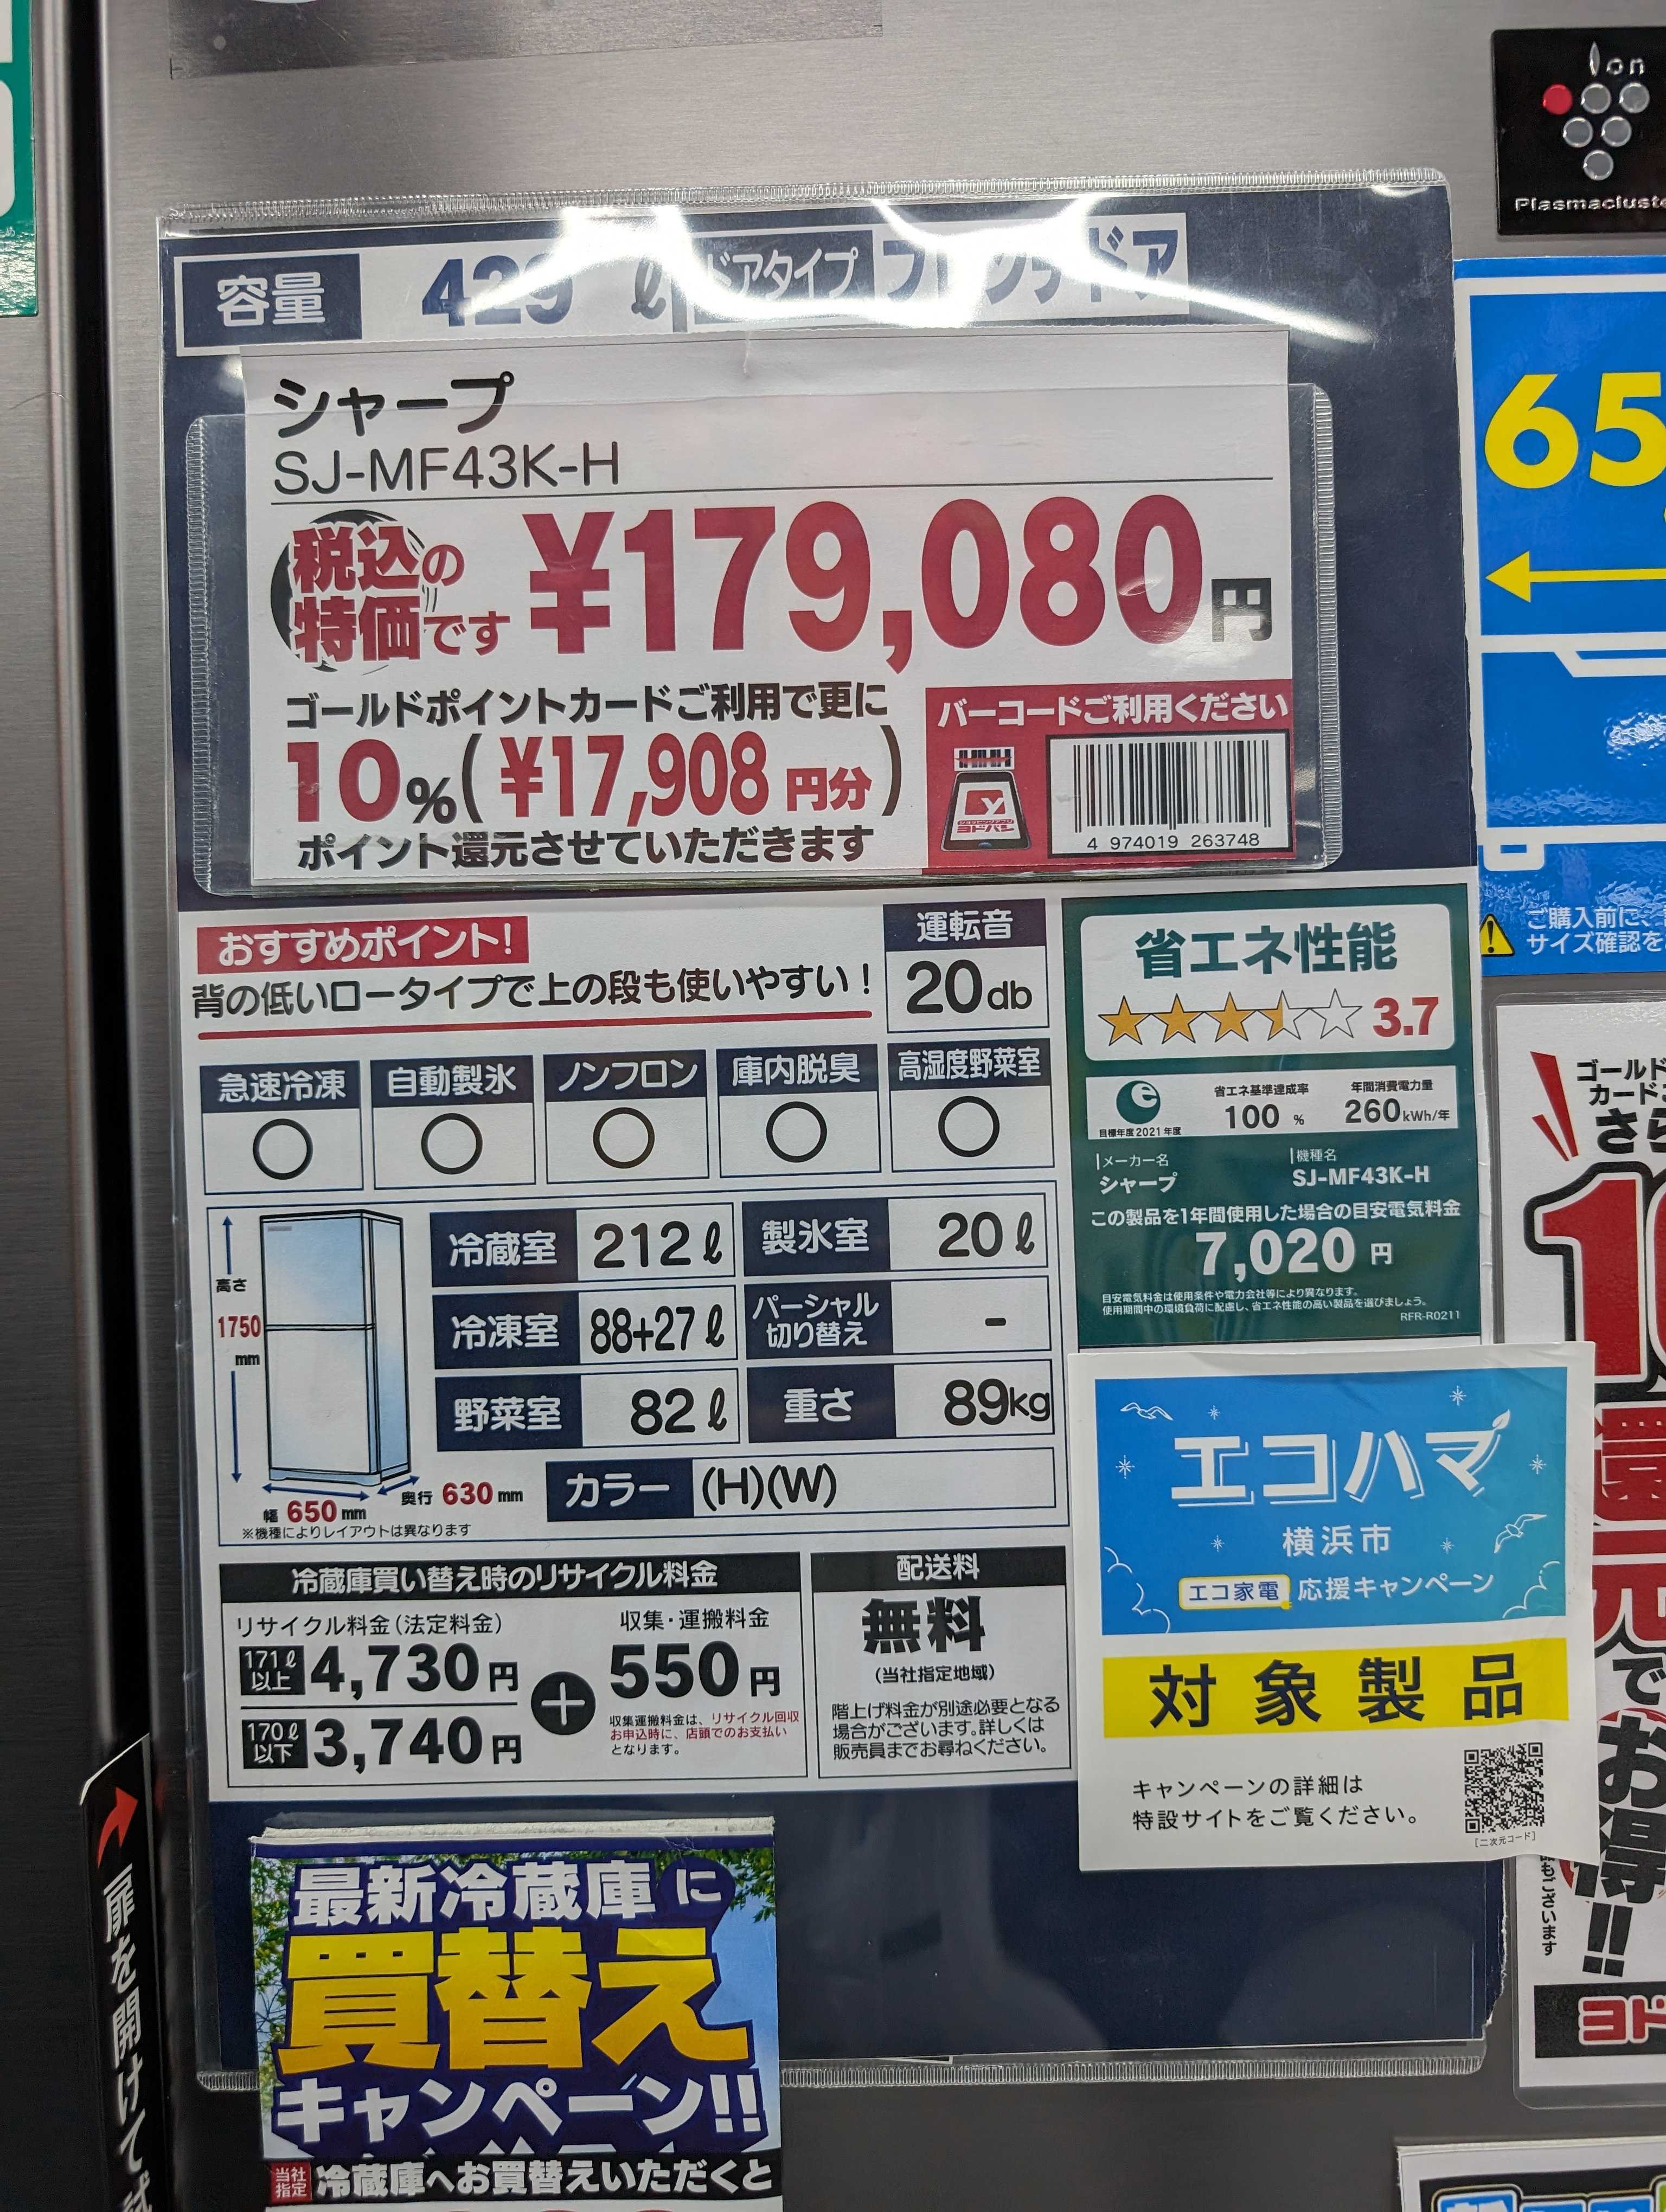 Ion
Plasmacluste
容量 429 ℓ ドアタイプ フレンチドア
シャープ
SJ-MF43K-H
税込の
特価です
¥179,080円
ゴールドポイントカードご利用で更に
10%(¥17,908円分)
ポイント還元させていただきます
バーコードご利用ください
ヨドバシ
4 974019 263748
おすすめポイント!
背の低いロータイプで上の段も使いやすい!
運転音
20db
急速冷凍 自動製氷 ノンフロン 庫内脱臭 高湿度野菜室
○ ○ ○ ○ ○
高さ
1750
mm
幅 650mm
奥行 630mm
※機種によりレイアウトは異なります
冷蔵室 212ℓ 製氷室 20ℓ
冷凍室 88+27ℓ パーシャル切り替え -
野菜室 82ℓ 重さ 89kg
カラー (H)(W)
省エネ性能
3.7
目標年度2021年度
省エネ基準達成率
100%
年間消費電力量
260kWh/年
メーカー名
シャープ
機種名
SJ-MF43K-H
この製品を1年間使用した場合の目安電気料金
7,020円
目安電気料金は使用条件や電力会社等により異なります。
使用期間中の環境負荷に配慮し、省エネ性能の高い製品を選びましょう。
RFR-R0211
冷蔵庫買い替え時のリサイクル料金
リサイクル料金(法定料金)
171ℓ以上 4,730円
170ℓ以下 3,740円
+
収集・運搬料金
550円
収集運搬料金は、リサイクル回収
お申込時に、店頭でのお支払い
となります。
配送料
無料
(当社指定地域)
階上げ料金が別途必要となる
場合がございます。詳しくは
販売員までお尋ねください。
エコハマ
横浜市
エコ家電 応援キャンペーン
対象製品
キャンペーンの詳細は
特設サイトをご覧ください。
[二次元コード]
最新冷蔵庫に
買替え
キャンペーン!!
当社指定 冷蔵庫へお買替えいただくと
扉を開けて
65
ご購入前に、
サイズ確認を
ゴールド
カード
さら
10
還元で
お得!!
もございます
ヨド